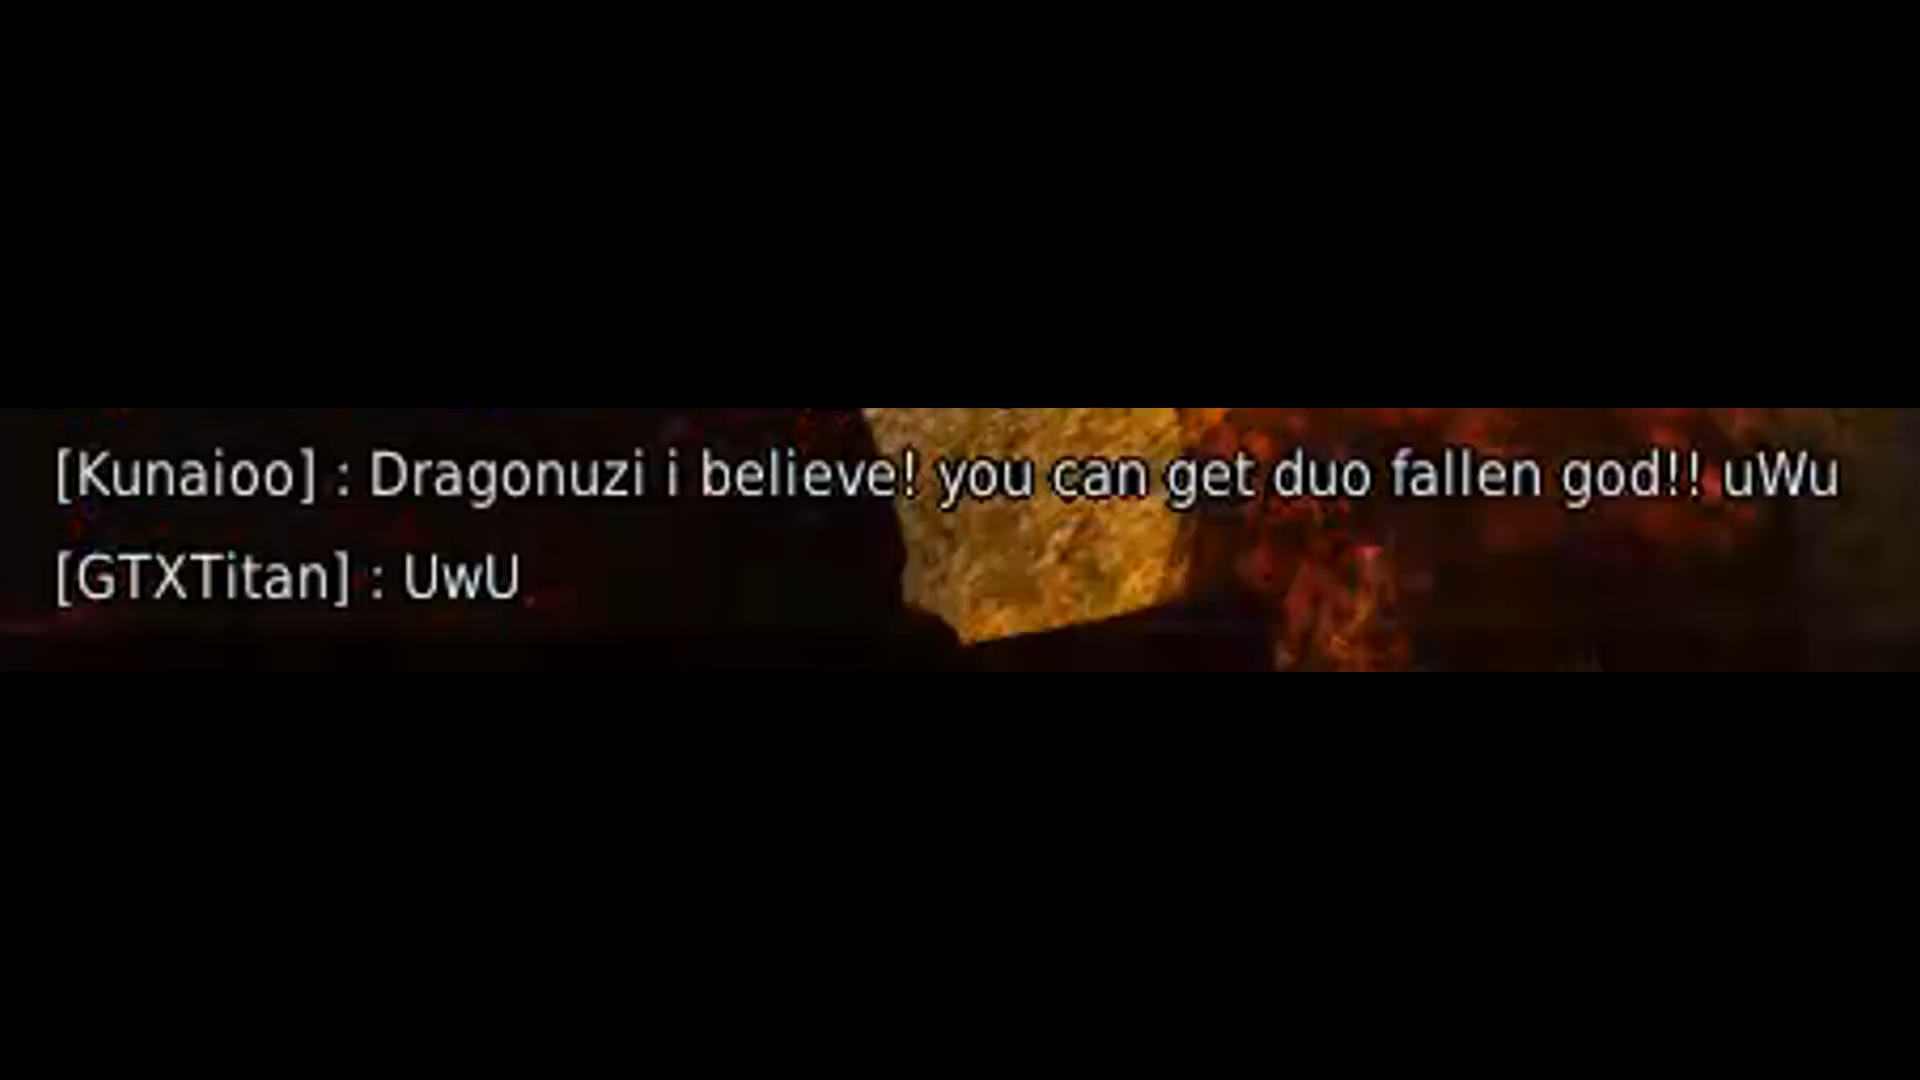 [Kunaioo] : Dragonuzi i believe! you can get duo fallen god!! uWu
[GTXTitan] : UwU